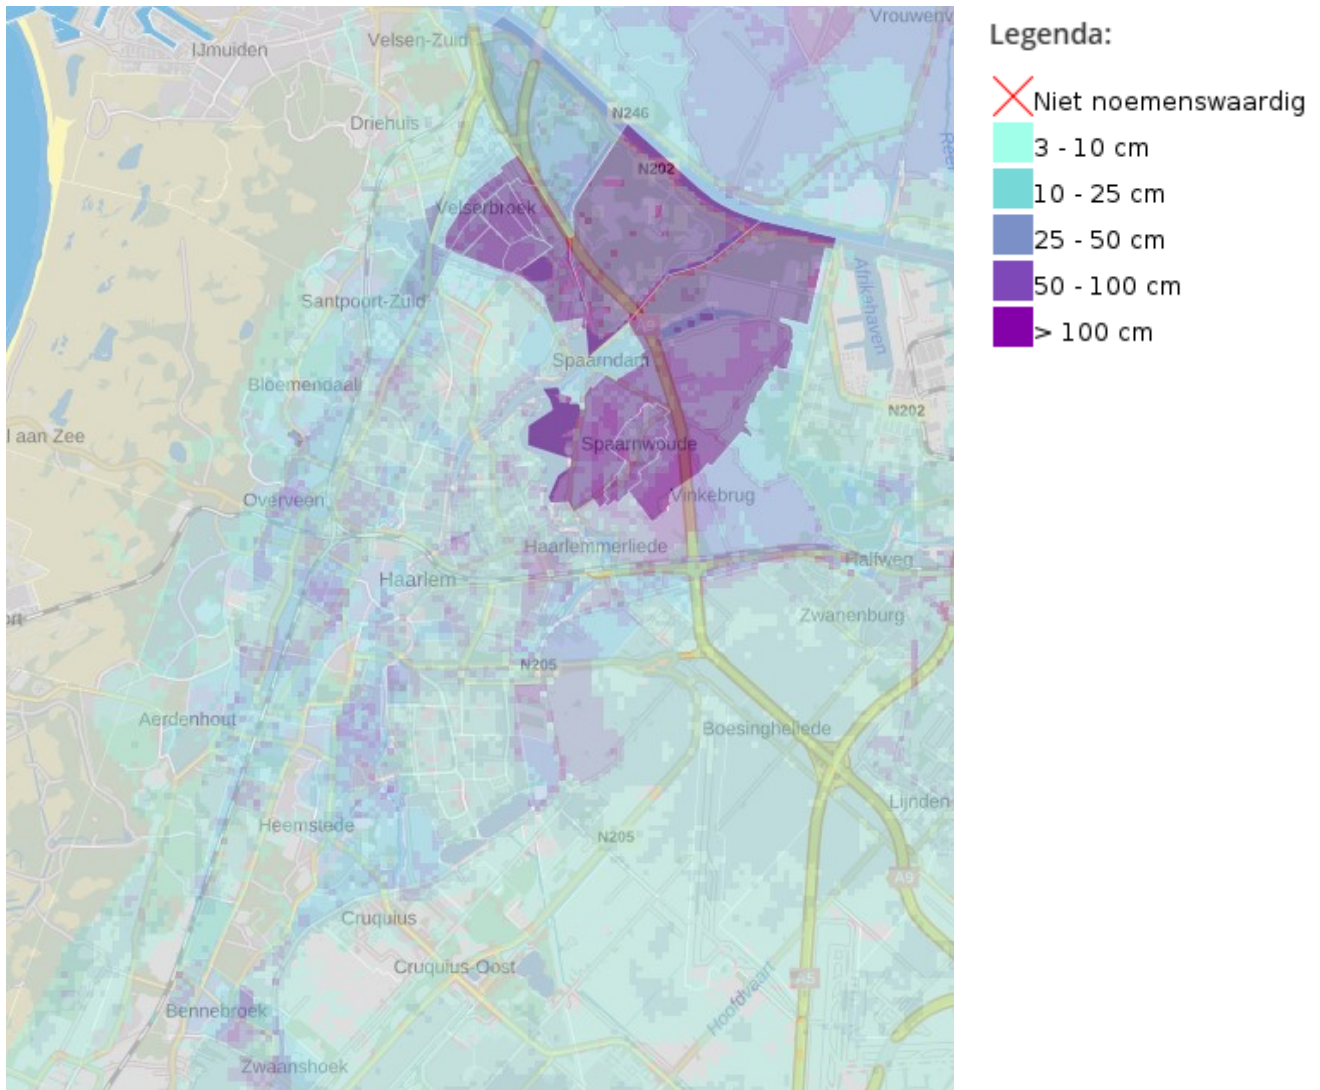 Vrouwenv
Legenda:
IJmuiden
Velsen-Zuid
Niet noemenswaardig
N246
Driehuis
3 - 10 cm
N202
10 - 25 cm
Velserbroek
25 - 50 cm
50 - 100 cm
Santpoort-Zuid
Afrikahaven
> 100 cm
Spaarndam
Bloemendaal
N202
l aan Zee
Spaarnwoude
Overveen
Vinkebrug
Haarlemmerliede
Halfweg
Haarlem
Zwanenburg
ort
N205
Aerdenhout
Boesingheliede
Lijnden
Heemstede
N205
A9
Cruquius
Cruquius-Oost
A5
Hoofdvaart
Bennebroek
Zwaanshoek